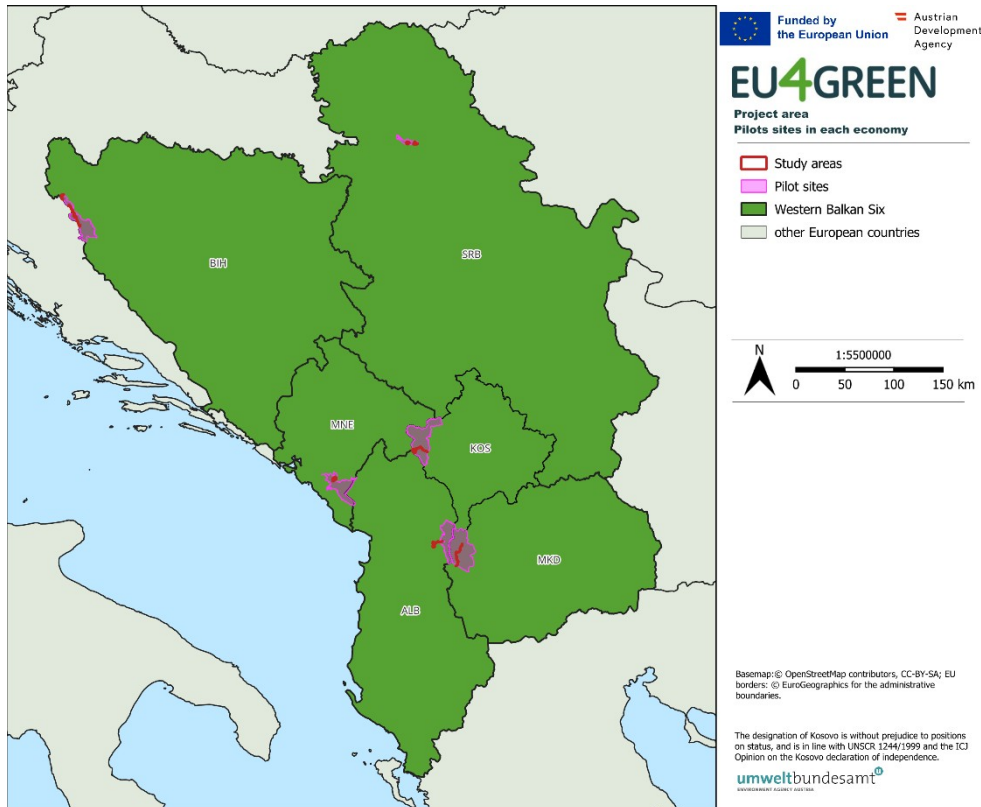 Funded by
the European Union
Austrian
Development
Agency
EU4GREEN
Project area
Pilots sites in each economy
Study areas
Pilot sites
Western Balkan Six
other European countries
N
1:5500000
0 50 100 150 km
BIH
SRB
MNE
KOS
MKD
ALB
Basemap:© OpenStreetMap contributors, CC-BY-SA; EU
borders: © EuroGeographics for the administrative
boundaries.
The designation of Kosovo is without prejudice to positions
on status, and is in line with UNSCR 1244/1999 and the ICJ
Opinion on the Kosovo declaration of independence.
umweltbundesamt
ENVIRONMENT AGENCY AUSTRIA